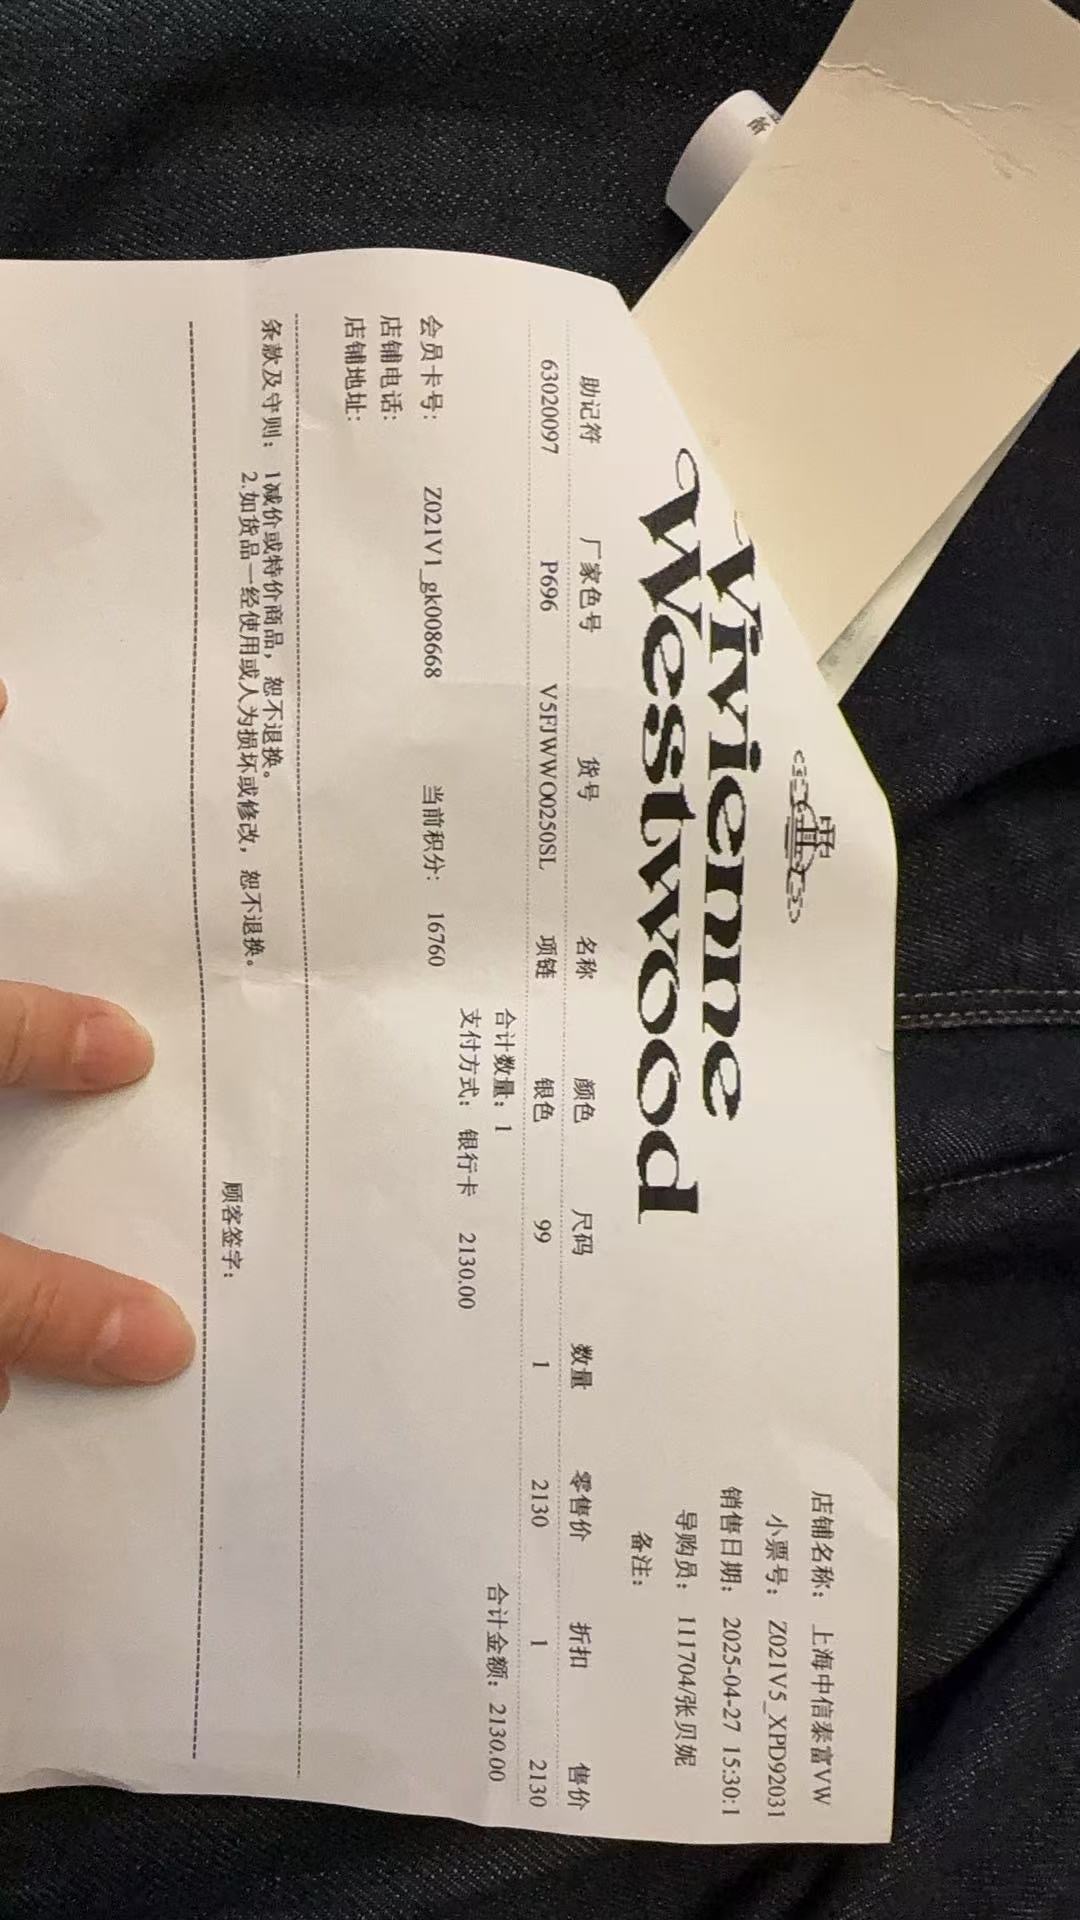 Vivienne
Westwood
店铺名称: 上海中信泰富VW
小票号: Z021V5_XPD92031
销售日期: 2025-04-27 15:30:1
导购员: 111704/张贝妮
备注:
助记符 厂家色号 货号 名称 颜色 尺码 数量 零售价 折扣 售价
63020097 P696 V5FJWWO0250SL 项链 银色 99 1 2130 1 2130
合计数量: 1 合计金额: 2130.00
支付方式: 银行卡 2130.00
会员卡号: Z021V1_gk008668 当前积分: 16760
店铺电话:
店铺地址:
条款及守则: 1减价或特价商品，恕不退换。
2.如货品一经使用或人为损坏或修改，恕不退换。
顾客签字: